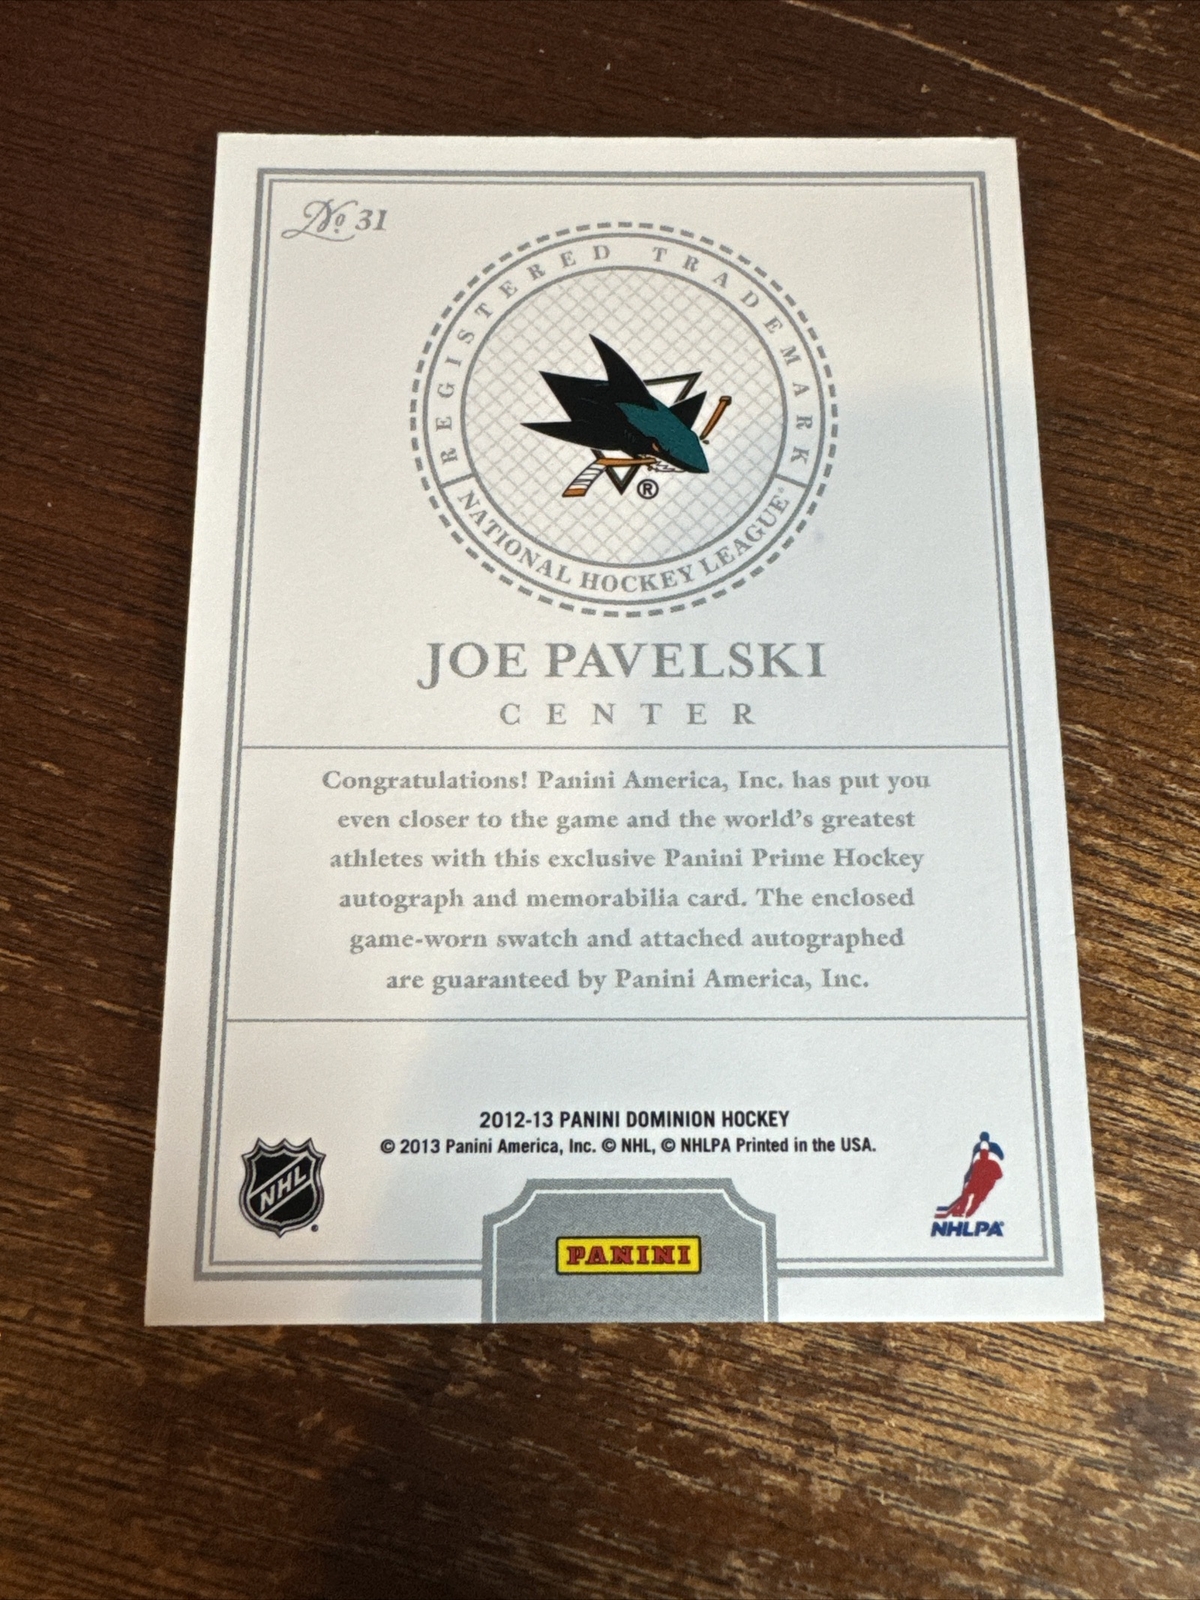 No 31
REGISTERED TRADEMARK
NATIONAL HOCKEY LEAGUE®
®
JOE PAVELSKI
CENTER
Congratulations! Panini America, Inc. has put you
even closer to the game and the world's greatest
athletes with this exclusive Panini Prime Hockey
autograph and memorabilia card. The enclosed
game-worn swatch and attached autographed
are guaranteed by Panini America, Inc.
2012-13 PANINI DOMINION HOCKEY
© 2013 Panini America, Inc. © NHL, © NHLPA Printed in the USA.
NHL
NHLPA
PANINI